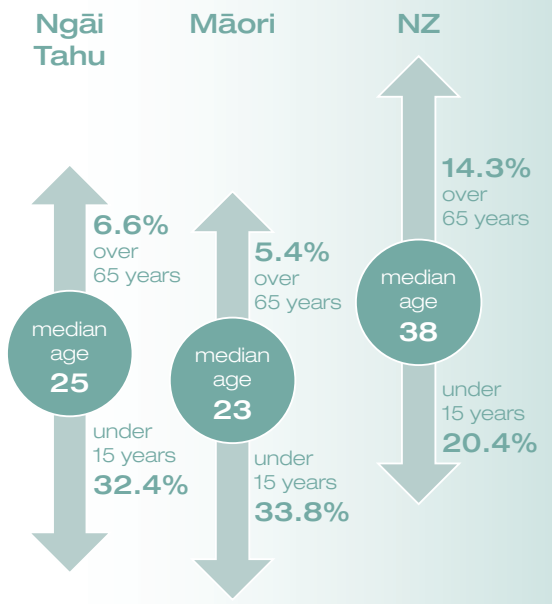 Ngāi
Tahu
6.6%
over
65 years
median
age
25
under
15 years
32.4%
Māori
5.4%
over
65 years
median
age
23
under
15 years
33.8%
NZ
14.3%
over
65 years
median
age
38
under
15 years
20.4%